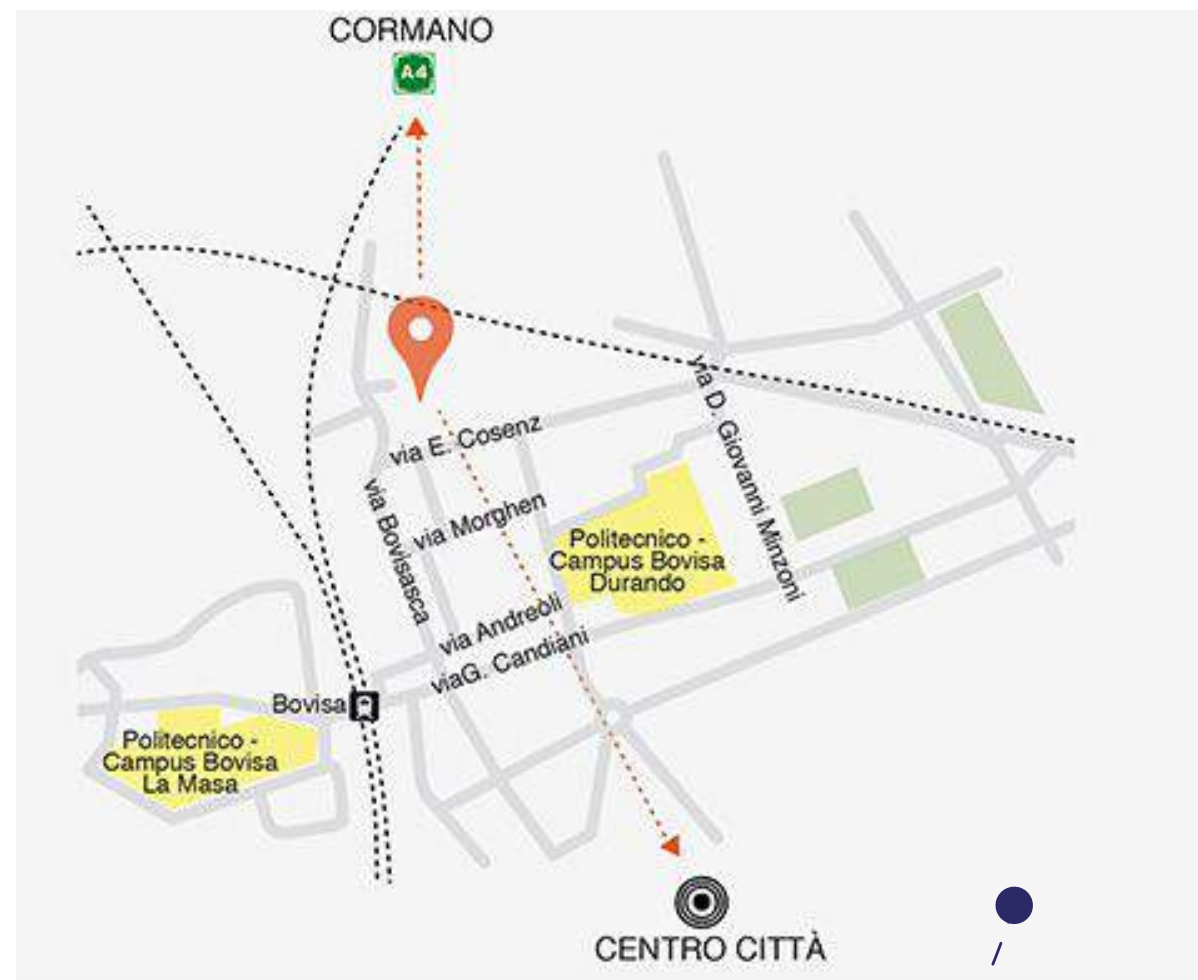 CORMANO
A4
via E. Cosenz
via D. Giovanni Minzoni
via Bovisasca
via Morghen
Politecnico -
Campus Bovisa
Durando
via Andreoli
viaG. Candiani
Bovisa
Politecnico -
Campus Bovisa
La Masa
CENTRO CITTÀ
/